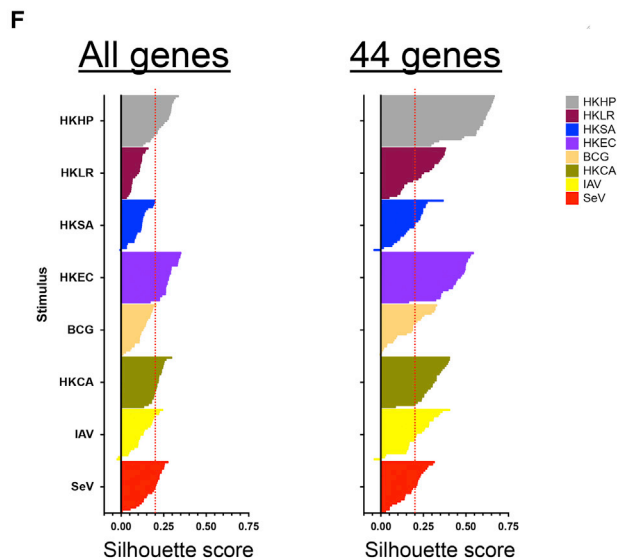 F
All genes
44 genes
HKHP
HKLR
HKSA
HKEC
BCG
HKCA
IAV
SeV
Stimulus
0.00 0.25 0.50 0.75
Silhouette score
0.00 0.25 0.50 0.75
Silhouette score
HKHP
HKLR
HKSA
HKEC
BCG
HKCA
IAV
SeV